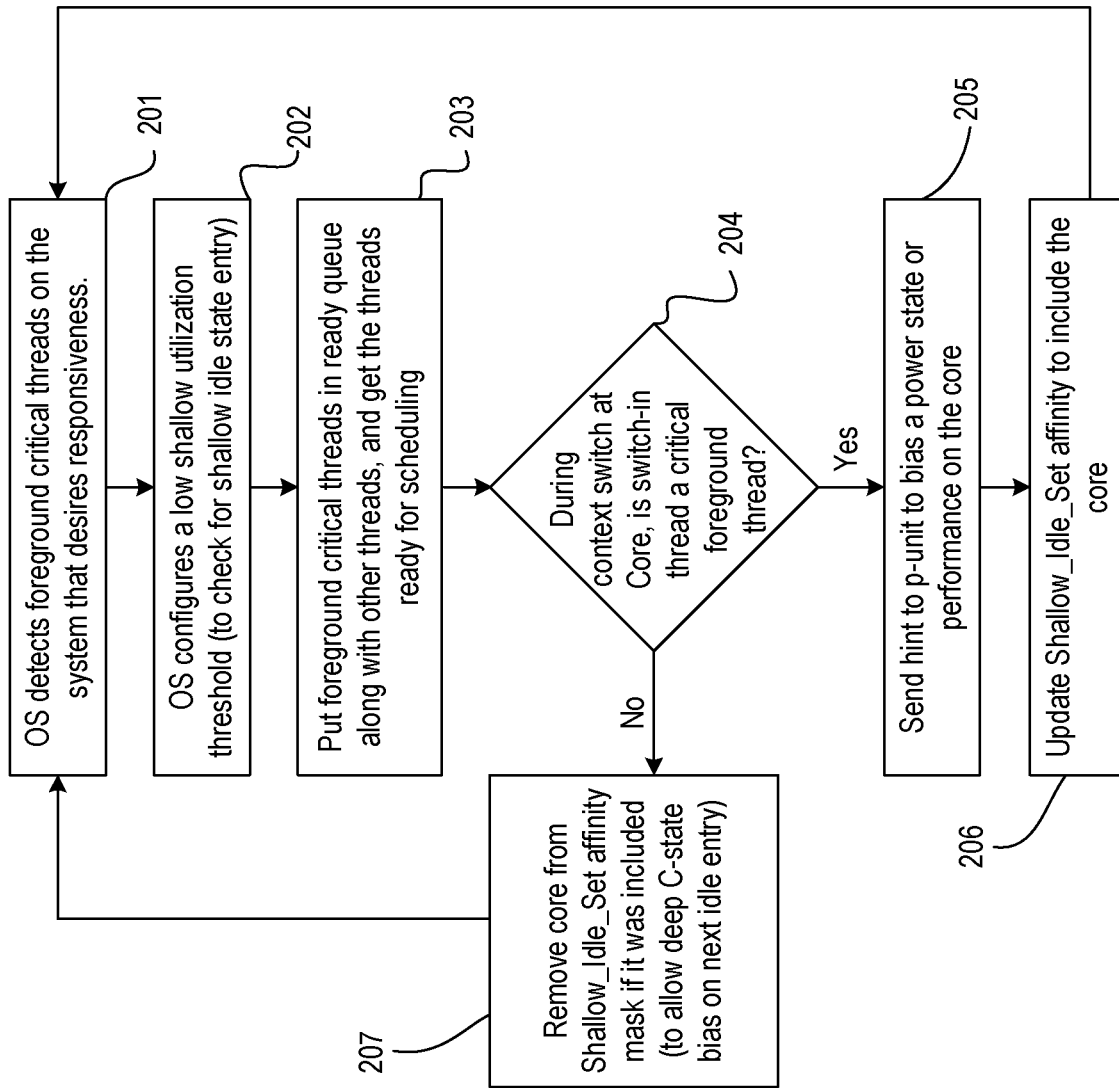 OS detects foreground critical threads on the
system that desires responsiveness.
201
OS configures a low shallow utilization
threshold (to check for shallow idle state entry)
202
Put foreground critical threads in ready queue
along with other threads, and get the threads
ready for scheduling
203
During
context switch at
Core, is switch-in
thread a critical
foreground
thread?
204
No
Yes
Remove core from
Shallow_Idle_Set affinity
mask if it was included
(to allow deep C-state
bias on next idle entry)
207
Send hint to p-unit to bias a power state or
performance on the core
205
Update Shallow_Idle_Set affinity to include the
core
206